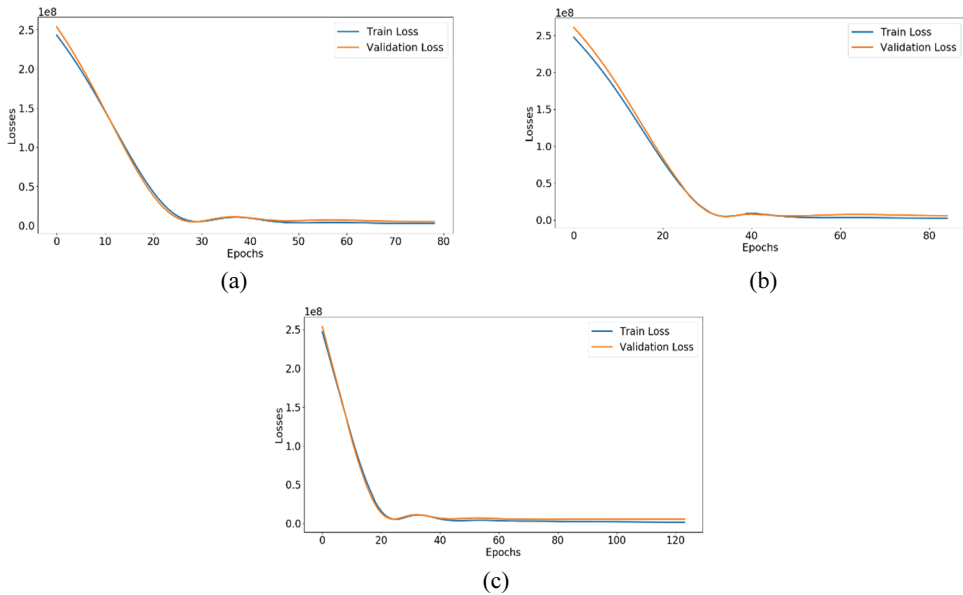 1e8
Train Loss
Validation Loss
2.5
2.0
1.5
1.0
0.5
0.0
Losses
0 10 20 30 40 50 60 70 80
Epochs
(a)
1e8
Train Loss
Validation Loss
2.5
2.0
1.5
1.0
0.5
0.0
Losses
0 20 40 60 80
Epochs
(b)
1e8
Train Loss
Validation Loss
2.5
2.0
1.5
1.0
0.5
0.0
Losses
0 20 40 60 80 100 120
Epochs
(c)